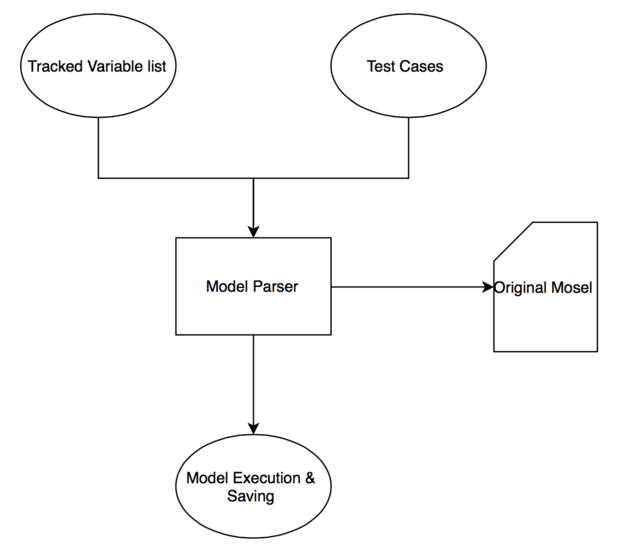 Tracked Variable list
Test Cases
Model Parser
Original Mosel
Model Execution &
Saving